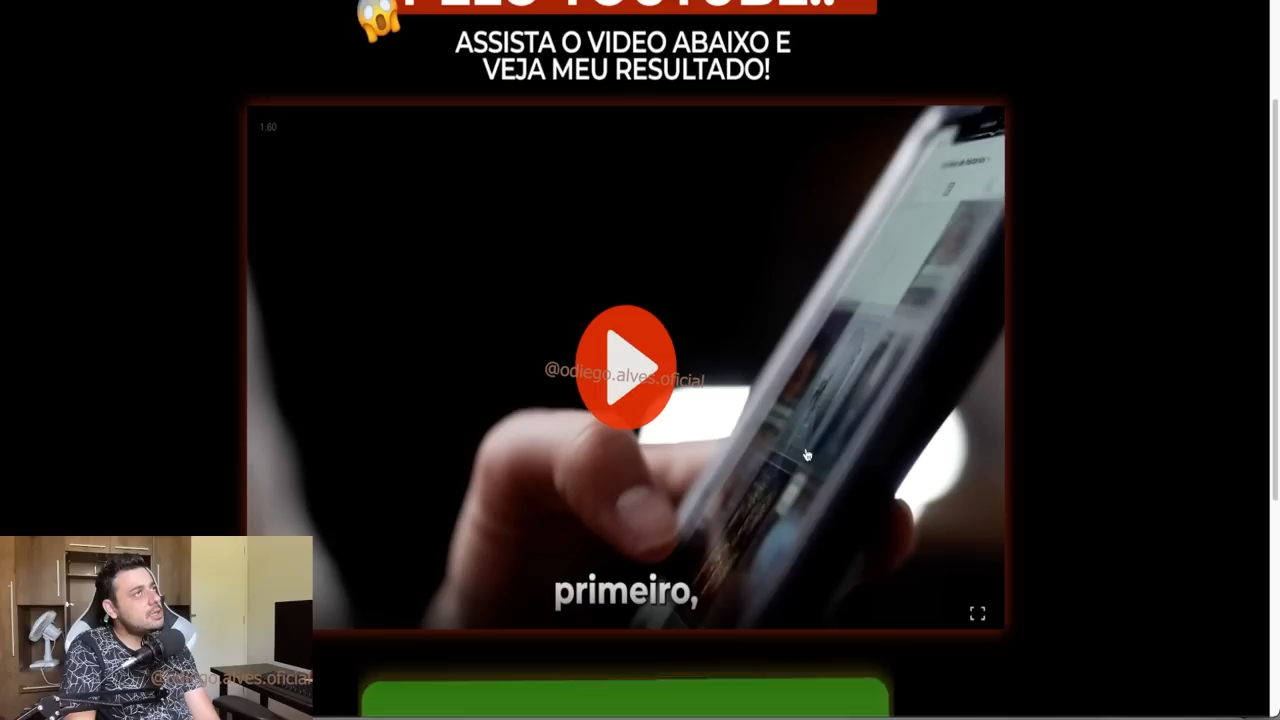 ASSISTA O VIDEO ABAIXO E
VEJA MEU RESULTADO!
1.60
@odiego.alves.oficial
primeiro,
@odiego.alves.oficial